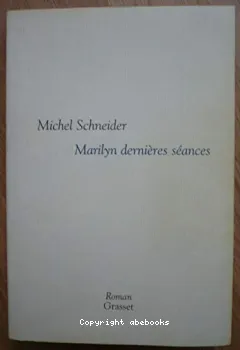 Michel Schneider
Marilyn dernières séances
Roman
Grasset
Copyright abebooks